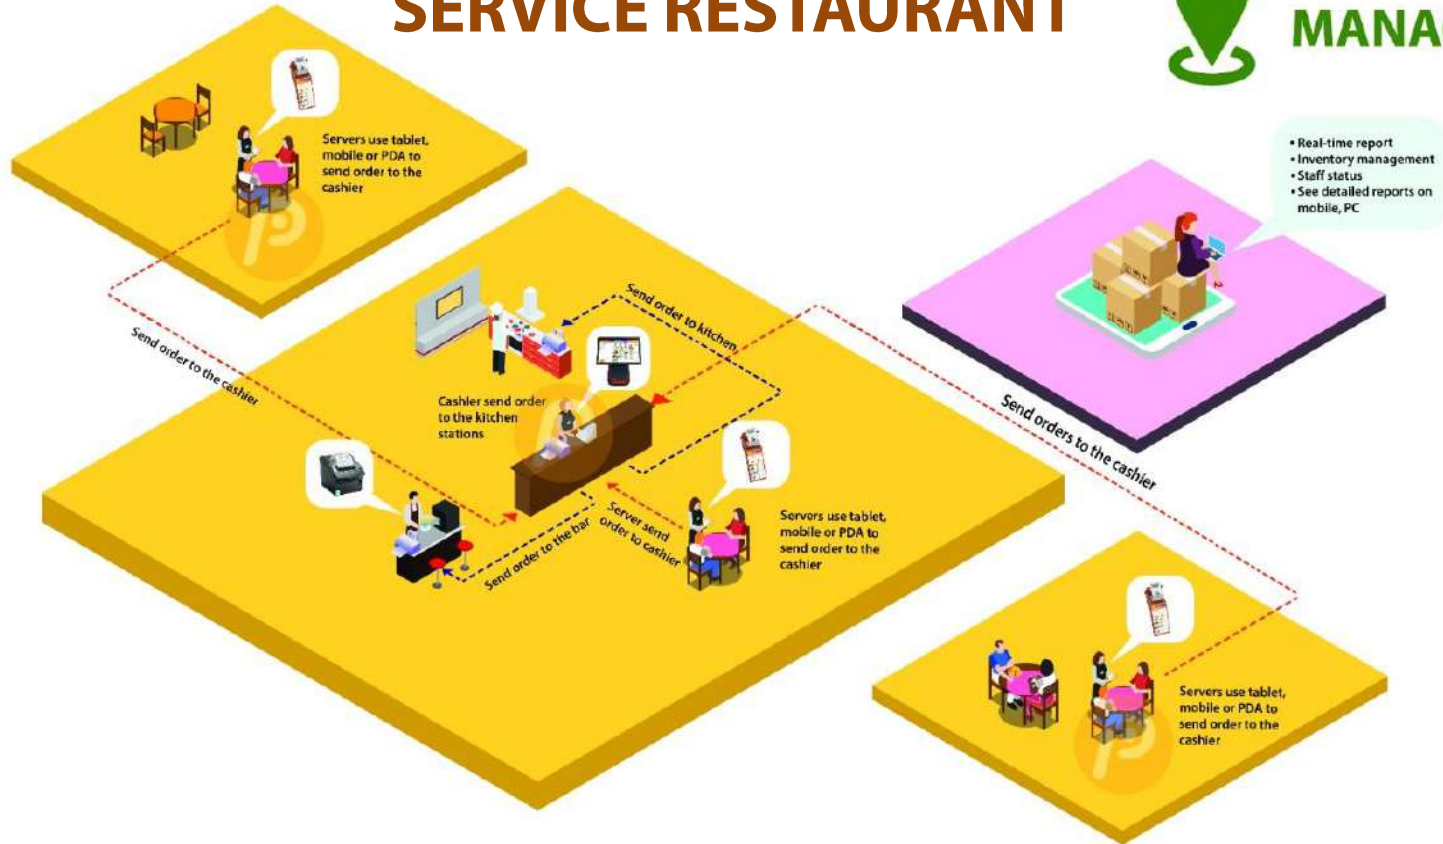 SERVICE RESTAURANT
MANA
• Real-time report
• Inventory management
• Staff status
• See detailed reports on
mobile, PC
Servers use tablet,
mobile or PDA to
send order to the
cashier
Send order to the cashier
Send order to kitchen
Cashier send order
to the kitchen
stations
Send order to the bar
Server send
order to cashier
Servers use tablet,
mobile or PDA to
send order to the
cashier
Send orders to the cashier
Servers use tablet,
mobile or PDA to
send order to the
cashier